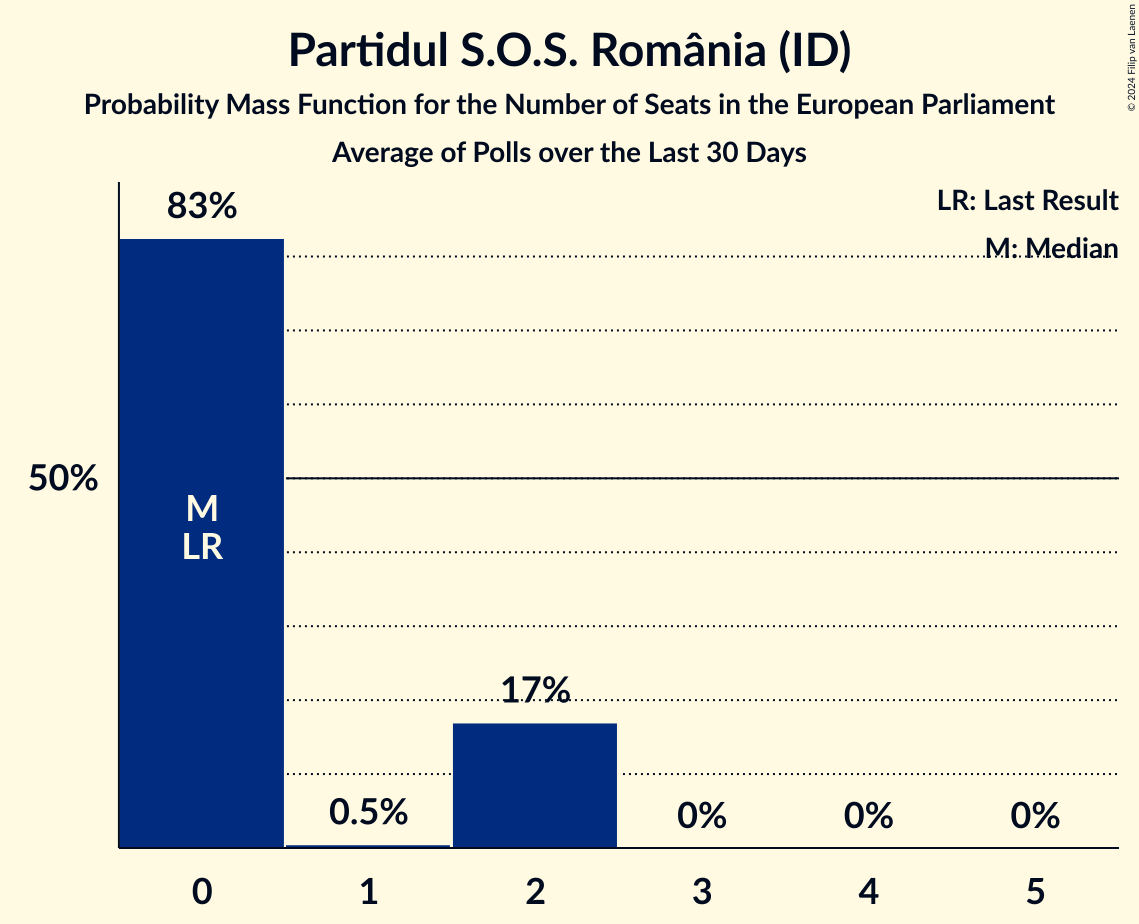 Partidul S.O.S. România (ID)
Probability Mass Function for the Number of Seats in the European Parliament
Average of Polls over the Last 30 Days
© 2024 Filip van Laenen
LR: Last Result
M: Median
83%
50%
M
LR
17%
0.5%
0%
0%
0%
0
1
2
3
4
5